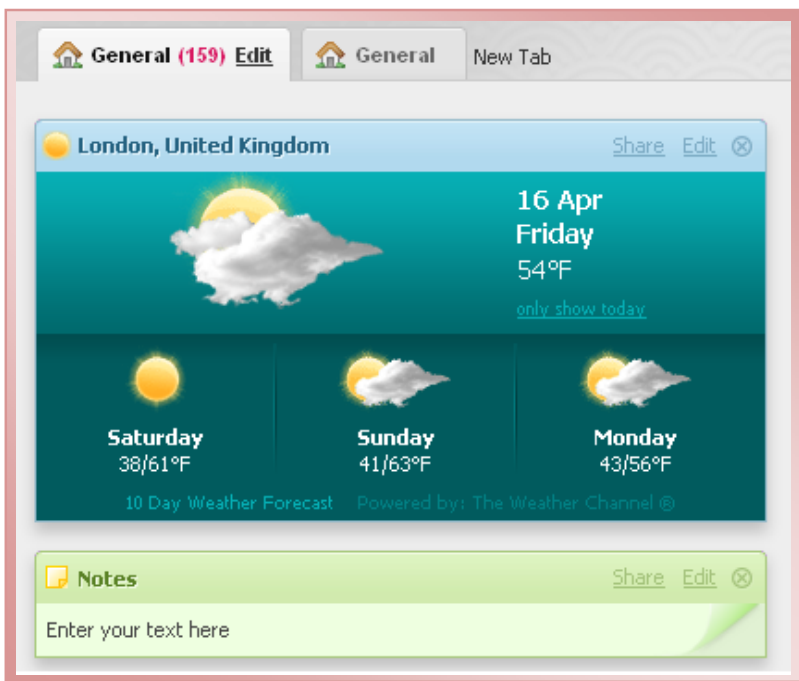 General (159) Edit General New Tab
London, United Kingdom Share Edit
16 Apr
Friday
54°F
only show today
Saturday Sunday Monday
38/61°F 41/63°F 43/56°F
10 Day Weather Forecast Powered by: The Weather Channel ®
Notes Share Edit
Enter your text here